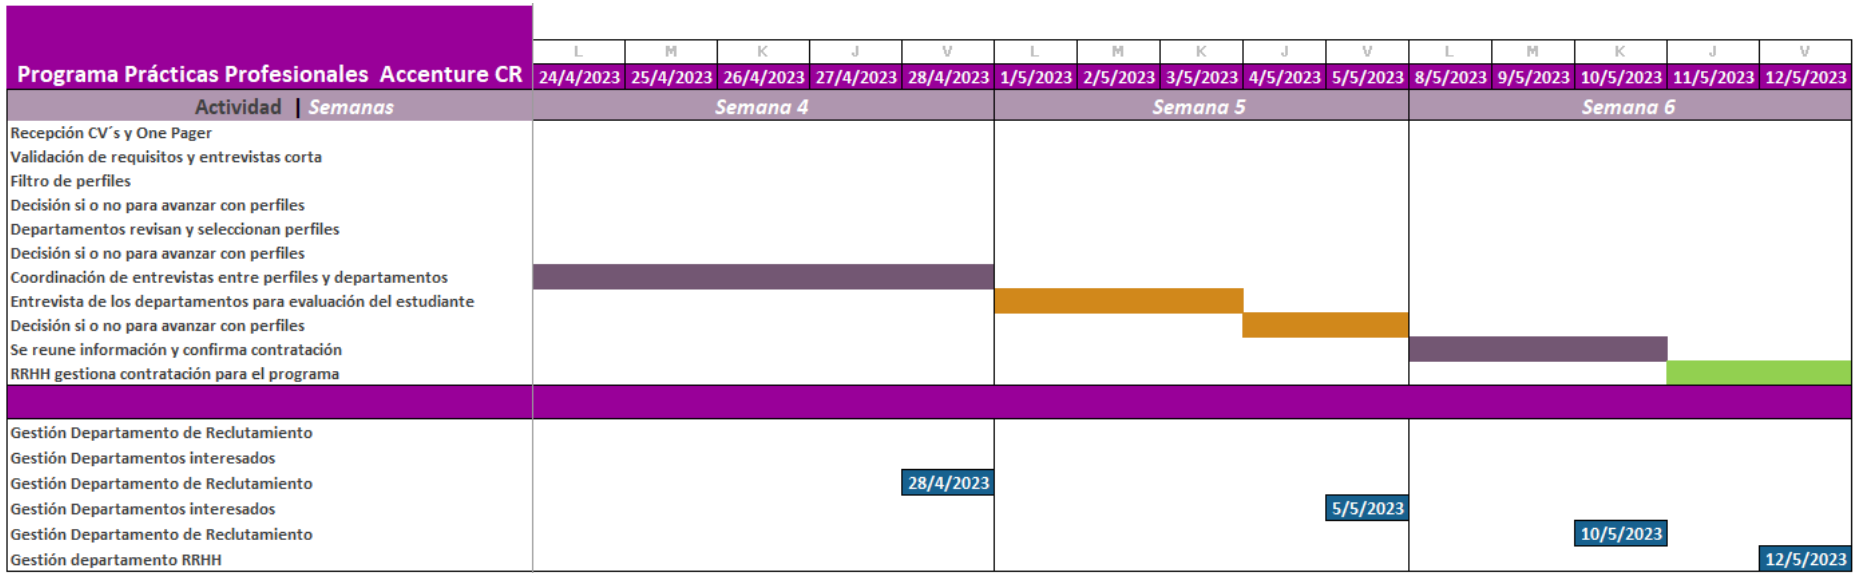 L M K J V L M K J V L M K J V
Programa Prácticas Profesionales Accenture CR 24/4/2023 25/4/2023 26/4/2023 27/4/2023 28/4/2023 1/5/2023 2/5/2023 3/5/2023 4/5/2023 5/5/2023 8/5/2023 9/5/2023 10/5/2023 11/5/2023 12/5/2023
Actividad | Semanas Semana 4 Semana 5 Semana 6
Recepción CV´s y One Pager
Validación de requisitos y entrevistas corta
Filtro de perfiles
Decisión si o no para avanzar con perfiles
Departamentos revisan y seleccionan perfiles
Decisión si o no para avanzar con perfiles
Coordinación de entrevistas entre perfiles y departamentos
Entrevista de los departamentos para evaluación del estudiante
Decisión si o no para avanzar con perfiles
Se reune información y confirma contratación
RRHH gestiona contratación para el programa
Gestión Departamento de Reclutamiento
Gestión Departamentos interesados
Gestión Departamento de Reclutamiento 28/4/2023
Gestión Departamentos interesados 5/5/2023
Gestión Departamento de Reclutamiento 10/5/2023
Gestión departamento RRHH 12/5/2023